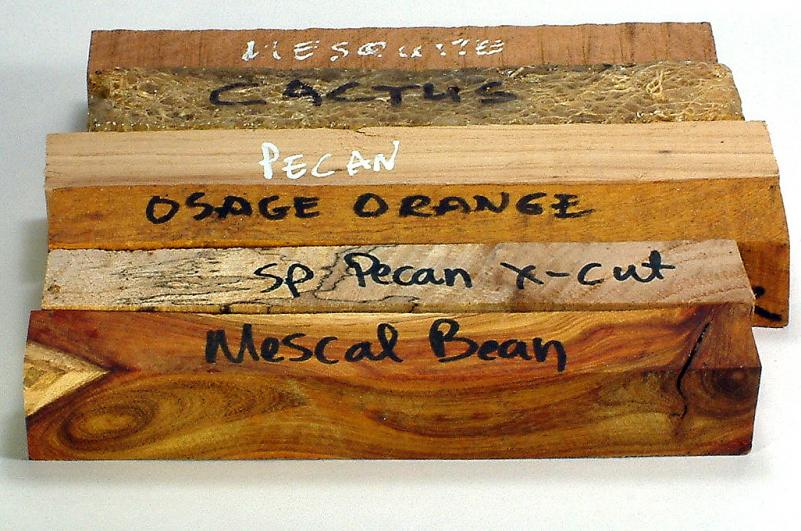 MESQUITE
CACTUS
PECAN
OSAGE ORANGE
Sp Pecan x-cut
Mescal Bean